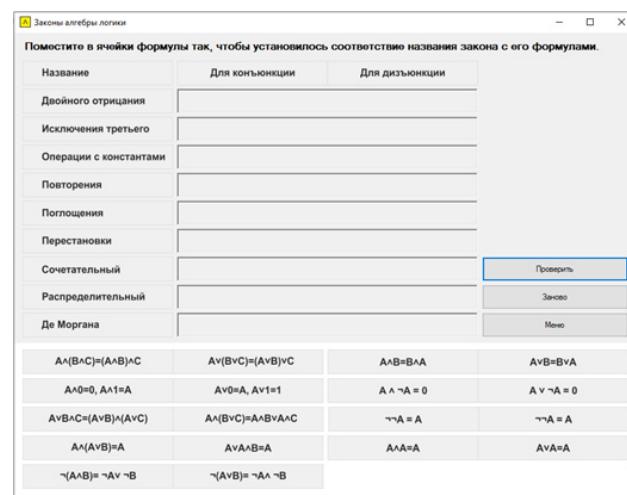 Законы алгебры логики
Поместите в ячейки формулы так, чтобы установилось соответствие названия закона с его формулами.
Название Для конъюнкции Для дизъюнкции
Двойного отрицания
Исключения третьего
Операции с константами
Повторения
Поглощения
Перестановки
Сочетательный Проверить
Распределительный Заново
Де Моргана Меню
A∧(B∧C)=(A∧B)∧C A∨(B∨C)=(A∨B)∨C A∧B=B∧A A∨B=B∨A
A∧0=0, A∧1=A A∨0=A, A∨1=1 A ∧ ¬A = 0 A ∨ ¬A = 0
A∨B∧C=(A∨B)∧(A∨C) A∧(B∨C)=A∧B∨A∧C ¬¬A = A ¬¬A = A
A∧(A∨B)=A A∨A∧B=A A∧A=A A∨A=A
¬(A∧B)= ¬A∨ ¬B ¬(A∨B)= ¬A∧ ¬B